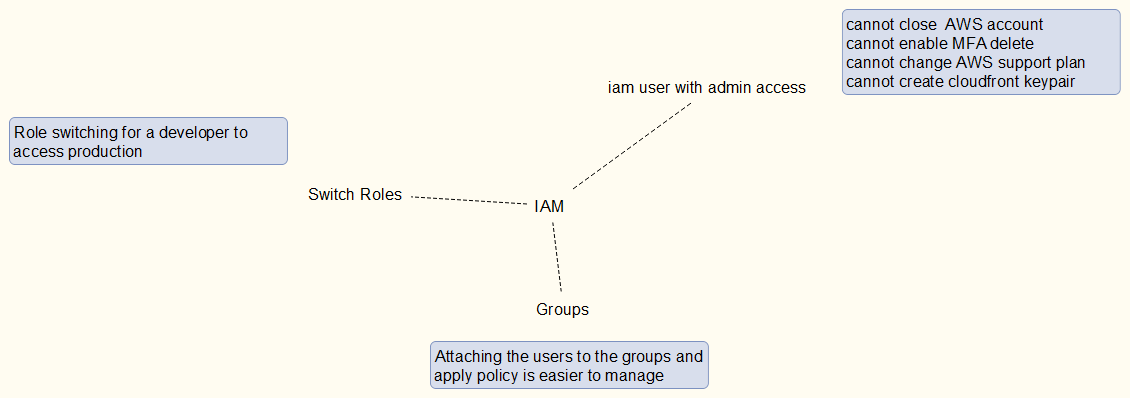 cannot close  AWS account
cannot enable MFA delete
cannot change AWS support plan
cannot create cloudfront keypair
iam user with admin access
Role switching for a developer to
access production
Switch Roles
IAM
Groups
Attaching the users to the groups and
apply policy is easier to manage